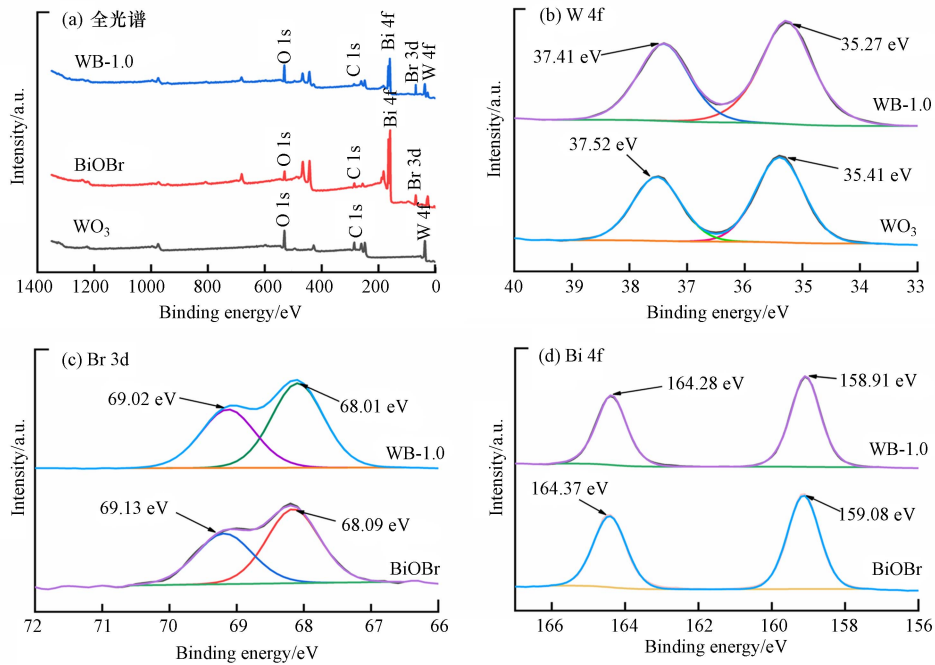 (a) 全光谱
WB-1.0
O 1s
C 1s
Bi 4f
Br 3d
W 4f
BiOBr
O 1s
C 1s
Bi 4f
Br 3d
WO3
O 1s
C 1s
W 4f
Intensity/a.u.
1400 1200 1000 800 600 400 200 0
Binding energy/eV
(b) W 4f
37.41 eV
35.27 eV
WB-1.0
37.52 eV
35.41 eV
WO3
Intensity/a.u.
40 39 38 37 36 35 34 33
Binding energy/eV
(c) Br 3d
69.02 eV
68.01 eV
WB-1.0
69.13 eV
68.09 eV
BiOBr
Intensity/a.u.
72 71 70 69 68 67 66
Binding energy/eV
(d) Bi 4f
164.28 eV
158.91 eV
WB-1.0
164.37 eV
159.08 eV
BiOBr
Intensity/a.u.
166 164 162 160 158 156
Binding energy/eV